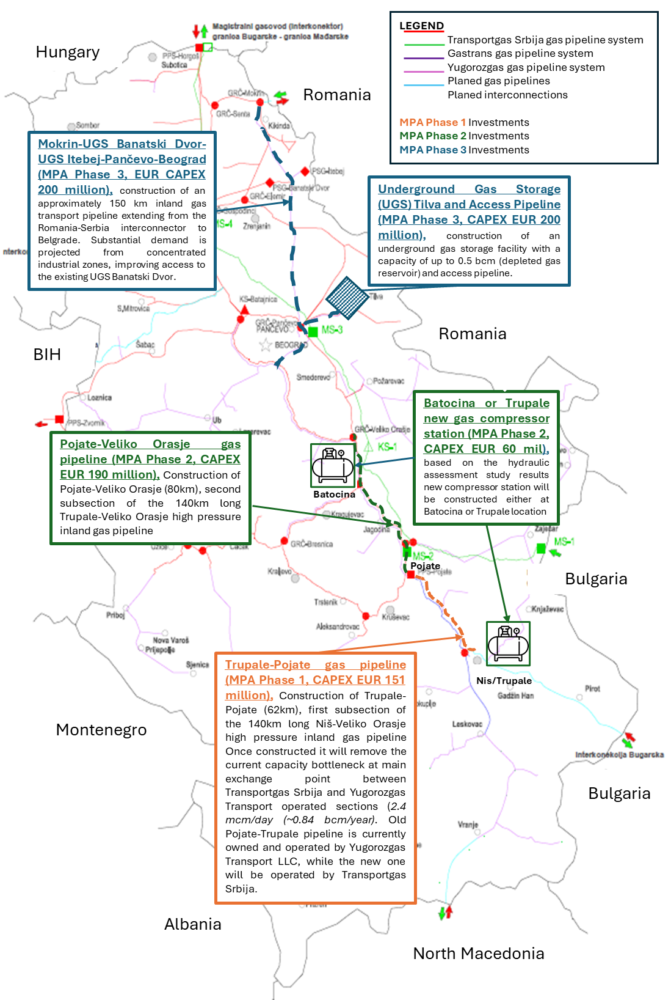 Magistralni gasovod (Interkonektor)
granica Bugarske - granica Mađarske
Hungary
PPS-Horgoš
Subotica
LEGEND
Transportgas Srbija gas pipeline system
Gastrans gas pipeline system
Yugorozgas gas pipeline system
Planed gas pipelines
Planed interconnections
MPA Phase 1 Investments
MPA Phase 2 Investments
MPA Phase 3 Investments
GRČ-Mokrin
Romania
GRČ-Senta
Kikinda
Sombor
Mokrin-UGS Banatski Dvor-
UGS Itebej-Pančevo-Beograd
(MPA Phase 3, EUR CAPEX
200 million), construction of an
approximately 150 km inland gas
transport pipeline extending from the
Romania-Serbia interconnector to
Belgrade. Substantial demand is
projected from concentrated
industrial zones, improving access to
the existing UGS Banatski Dvor.
PSG-Itebej
PSG-Banatski Dvor
GRČ-Elemir
Zrenjanin
Underground Gas Storage
(UGS) Tilva and Access Pipeline
(MPA Phase 3, CAPEX EUR 200
million), construction of an
underground gas storage facility with a
capacity of up to 0.5 bcm (depleted gas
reservoir) and access pipeline.
Tilva
S.Mitrovica
KS-Batajnica
GRČ-Pančevo
PANČEVO
MS-3
BEOGRAD
Romania
BIH
Šabac
Smederevo
Požarevac
Loznica
PPS-Zvornik
Ub
GRČ-Veliko Orašje
KS-1
Batocina
Batocina or Trupale
new gas compressor
station (MPA Phase 2,
CAPEX EUR 60 mil),
based on the hydraulic
assessment study results
new compressor station will
be constructed either at
Batocina or Trupale location
Pojate-Veliko Orasje gas
pipeline (MPA Phase 2, CAPEX
EUR 190 million), Construction of
Pojate-Veliko Orasje (80km), second
subsection of the 140km long
Trupale-Veliko Orasje high pressure
inland gas pipeline
Kragujevac
Jagodina
Zaječar
MS-1
GRČ-Bresnica
MS-2
Pojate
PPS-Pojate
Kraljevo
Bulgaria
Trstenik
Kruševac
Knjaževac
Priboj
Aleksandrovac
Nova Varoš
Prijepolje
Sjenica
Nis/Trupale
Gadžin Han
Pirot
Trupale-Pojate gas pipeline
(MPA Phase 1, CAPEX EUR 151
million), Construction of Trupale-
Pojate (62km), first subsection of
the 140km long Niš-Veliko Orasje
high pressure inland gas pipeline
Once constructed it will remove the
current capacity bottleneck at main
exchange point between
Transportgas Srbija and Yugorozgas
Transport operated sections (2.4
mcm/day (~0.84 bcm/year). Old
Pojate-Trupale pipeline is currently
owned and operated by Yugorozgas
Transport LLC, while the new one
will be operated by Transportgas
Srbija.
Leskovac
Montenegro
Interkonekcija Bugarska
Bulgaria
Vranje
Albania
North Macedonia